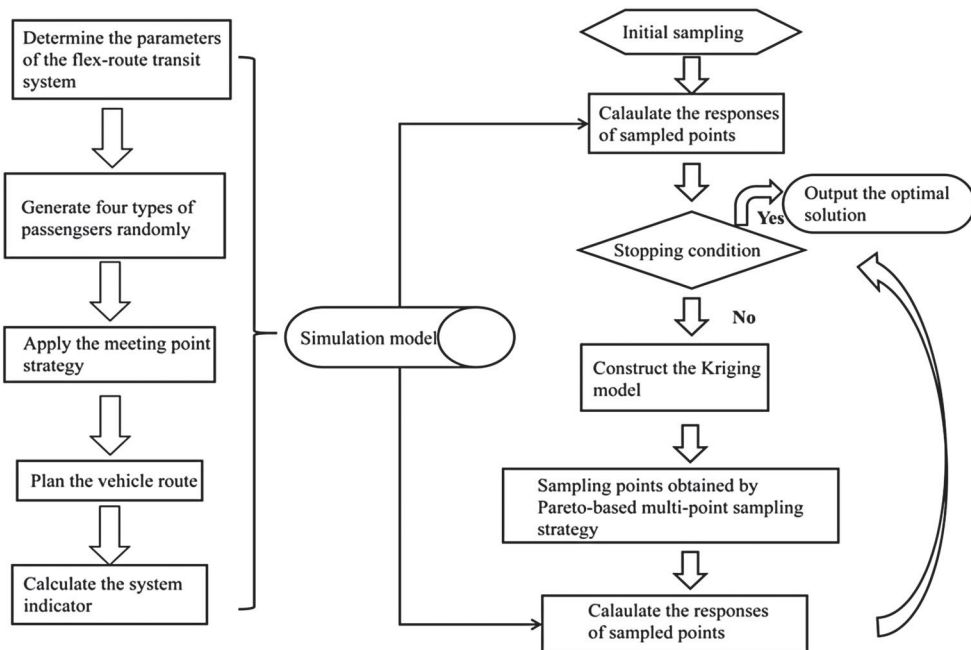 Determine the parameters
of the flex-route transit
system
Generate four types of
passengsers randomly
Apply the meeting point
strategy
Plan the vehicle route
Calculate the system
indicator
Simulation model
Initial sampling
Calaulate the responses
of sampled points
Stopping condition
Yes
Output the optimal
solution
No
Construct the Kriging
model
Sampling points obtained by
Pareto-based multi-point sampling
strategy
Calaulate the responses
of sampled points